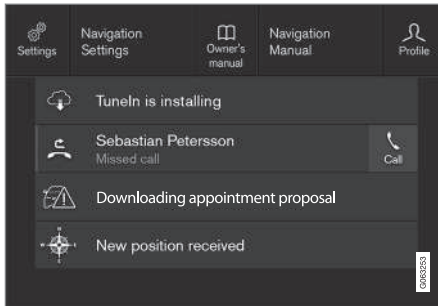 Settings
Navigation
Settings
Owner's
manual
Navigation
Manual
Profile
TuneIn is installing
Sebastian Petersson
Missed call
Call
Downloading appointment proposal
New position received
G063253